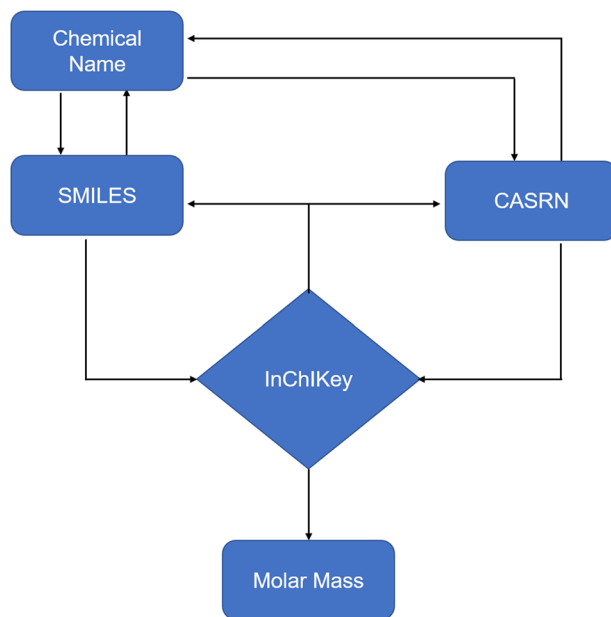 Chemical
Name
SMILES
CASRN
InChIKey
Molar Mass